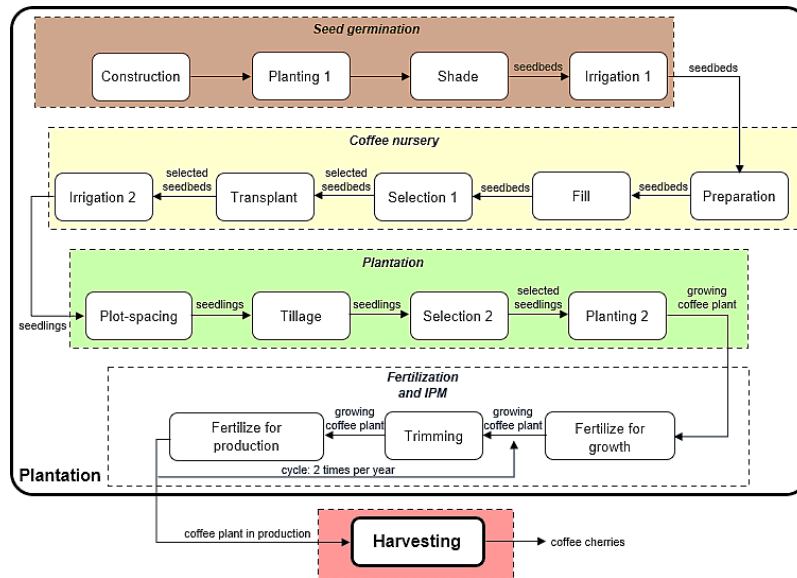 Seed germination
Construction
Planting 1
Shade
seedbeds
Irrigation 1
seedbeds
Coffee nursery
Irrigation 2
selected
seedbeds
Transplant
selected
seedbeds
Selection 1
seedbeds
Fill
seedbeds
Preparation
Plantation
seedlings
Plot-spacing
seedlings
Tillage
seedlings
Selection 2
selected
seedlings
Planting 2
growing
coffee plant
Fertilization
and IPM
Fertilize for
production
growing
coffee plant
Trimming
growing
coffee plant
Fertilize for
growth
cycle: 2 times per year
Plantation
coffee plant in production
Harvesting
coffee cherries